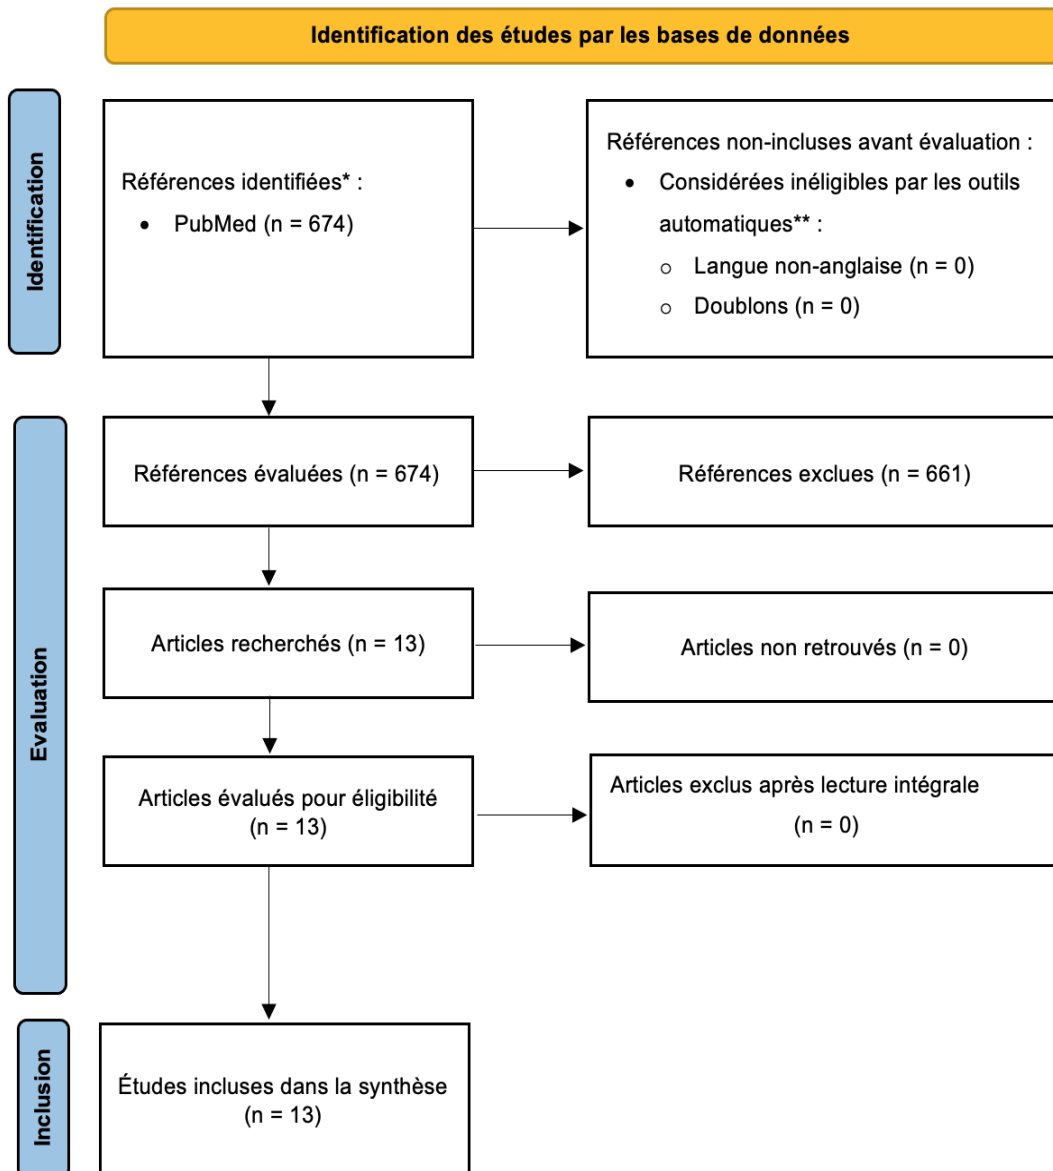 Identification des études par les bases de données
Identification
Références identifiées* :
• PubMed (n = 674)
Références non-incluses avant évaluation :
• Considérées inéligibles par les outils
automatiques** :
o Langue non-anglaise (n = 0)
o Doublons (n = 0)
Evaluation
Références évaluées (n = 674)
Références exclues (n = 661)
Articles recherchés (n = 13)
Articles non retrouvés (n = 0)
Articles évalués pour éligibilité
(n = 13)
Articles exclus après lecture intégrale
(n = 0)
Inclusion
Études incluses dans la synthèse
(n = 13)